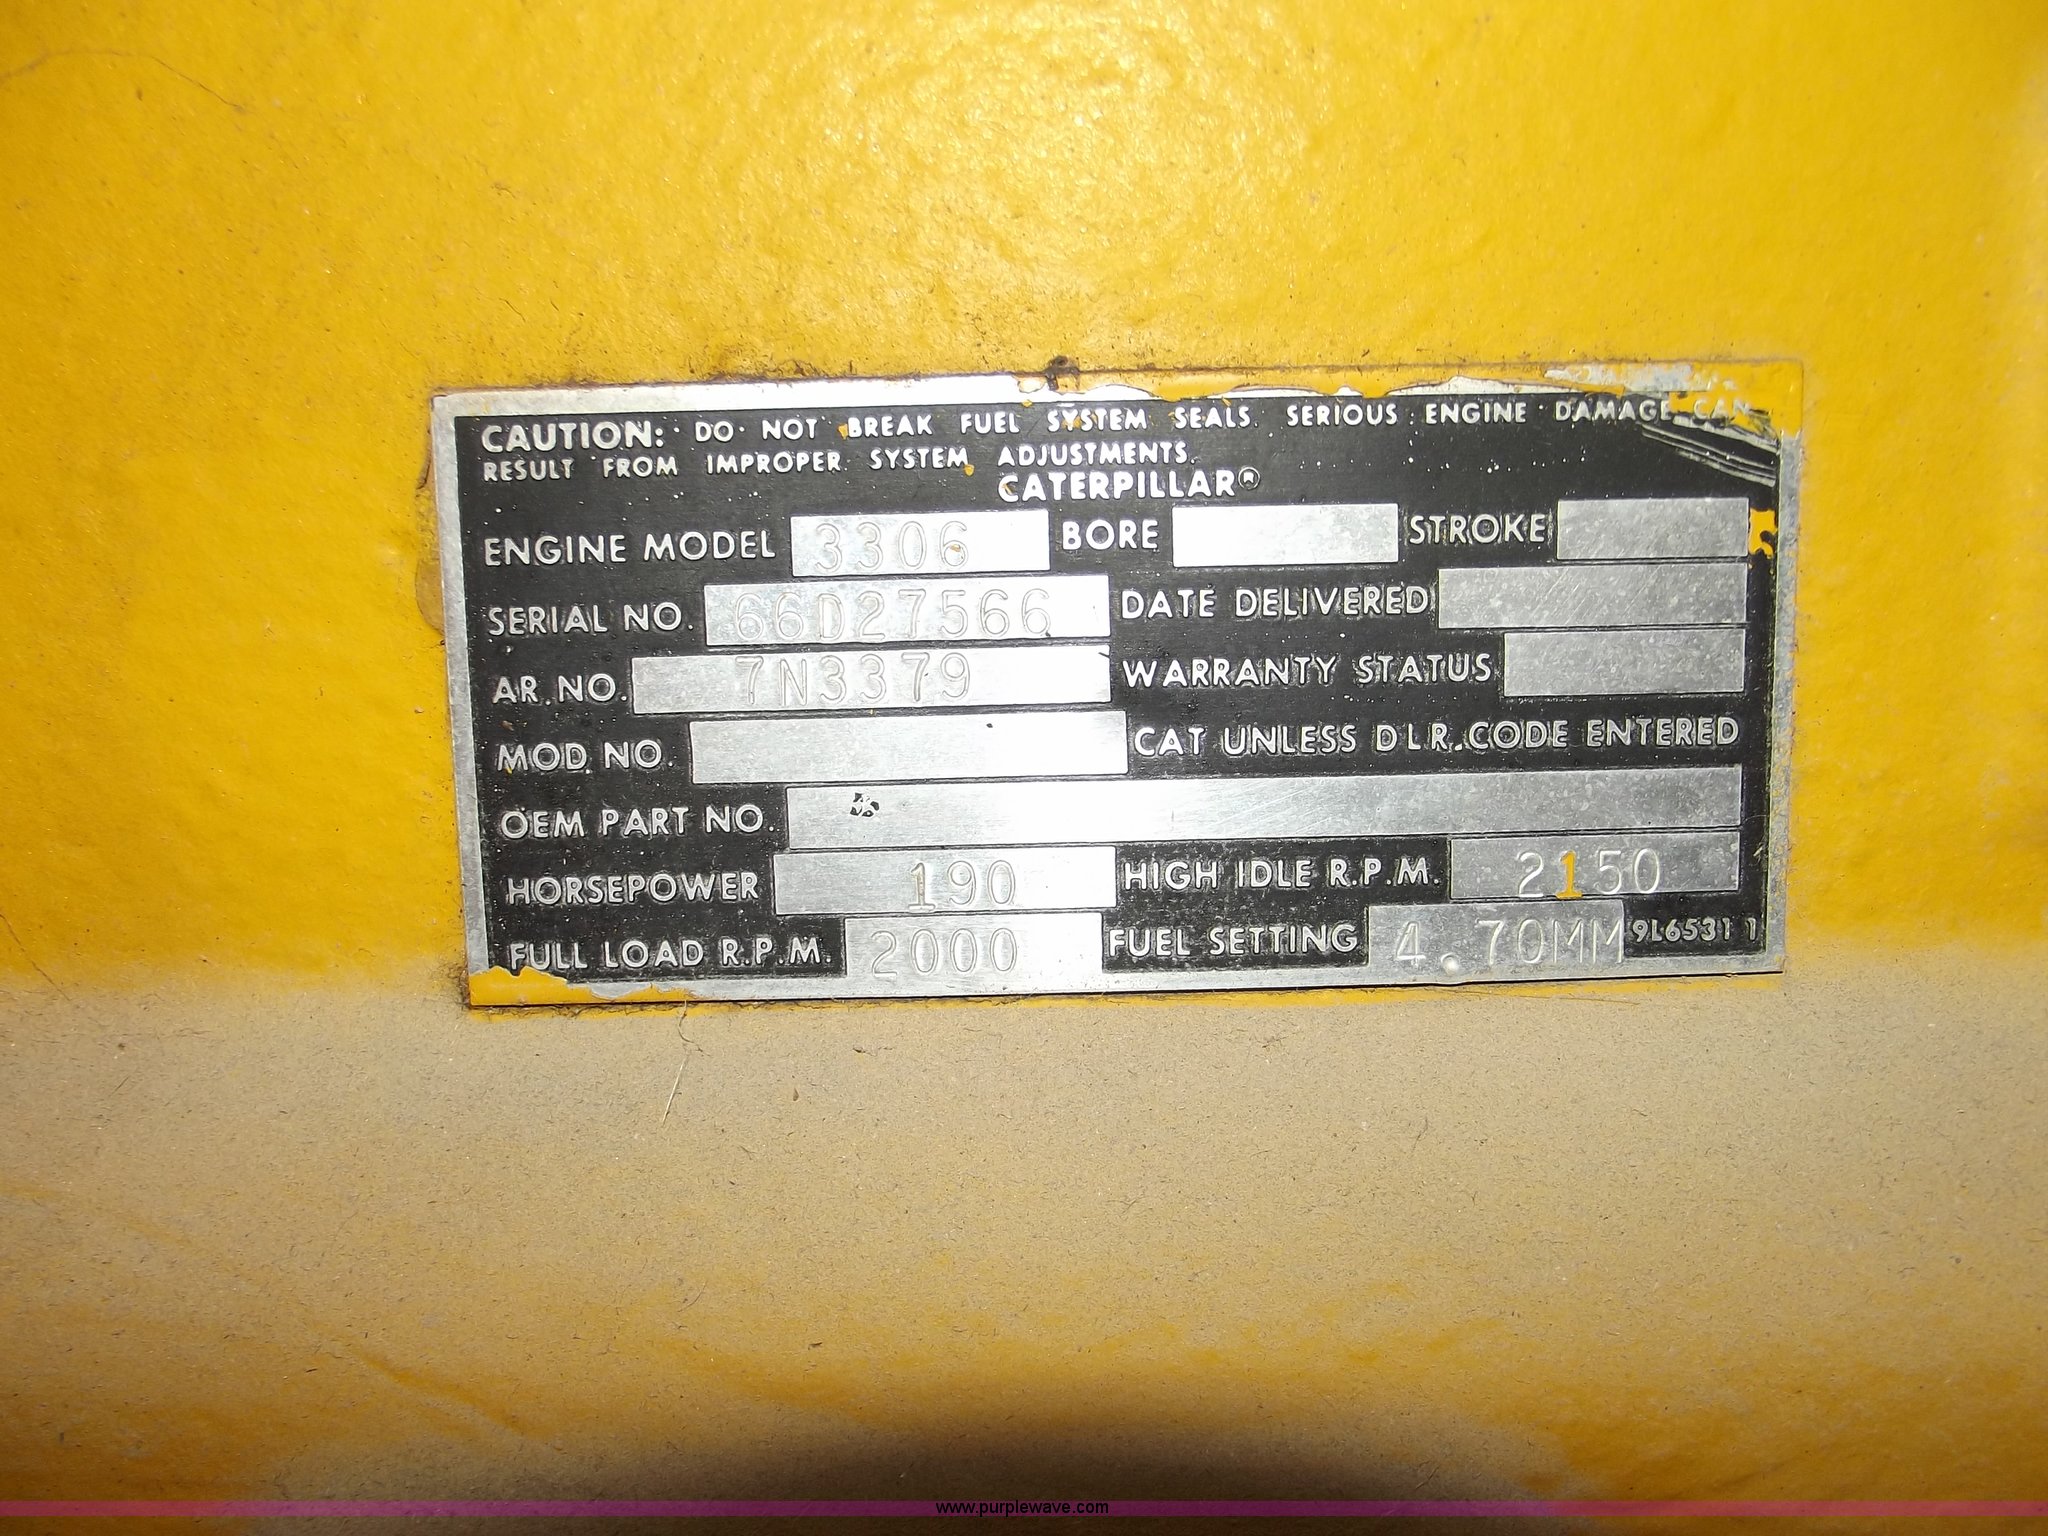 CAUTION: DO NOT BREAK FUEL SYSTEM SEALS. SERIOUS ENGINE DAMAGE CAN
RESULT FROM IMPROPER SYSTEM ADJUSTMENTS.
CATERPILLAR®
ENGINE MODEL 3306 BORE STROKE
SERIAL NO. 66D27566 DATE DELIVERED
AR. NO. 7N3379 WARRANTY STATUS
MOD. NO. CAT UNLESS DLR. CODE ENTERED
OEM PART NO.
HORSEPOWER 190 HIGH IDLE R.P.M. 2150
FULL LOAD R.P.M. 2000 FUEL SETTING 4.70MM 9L6531 1
www.purplewave.com